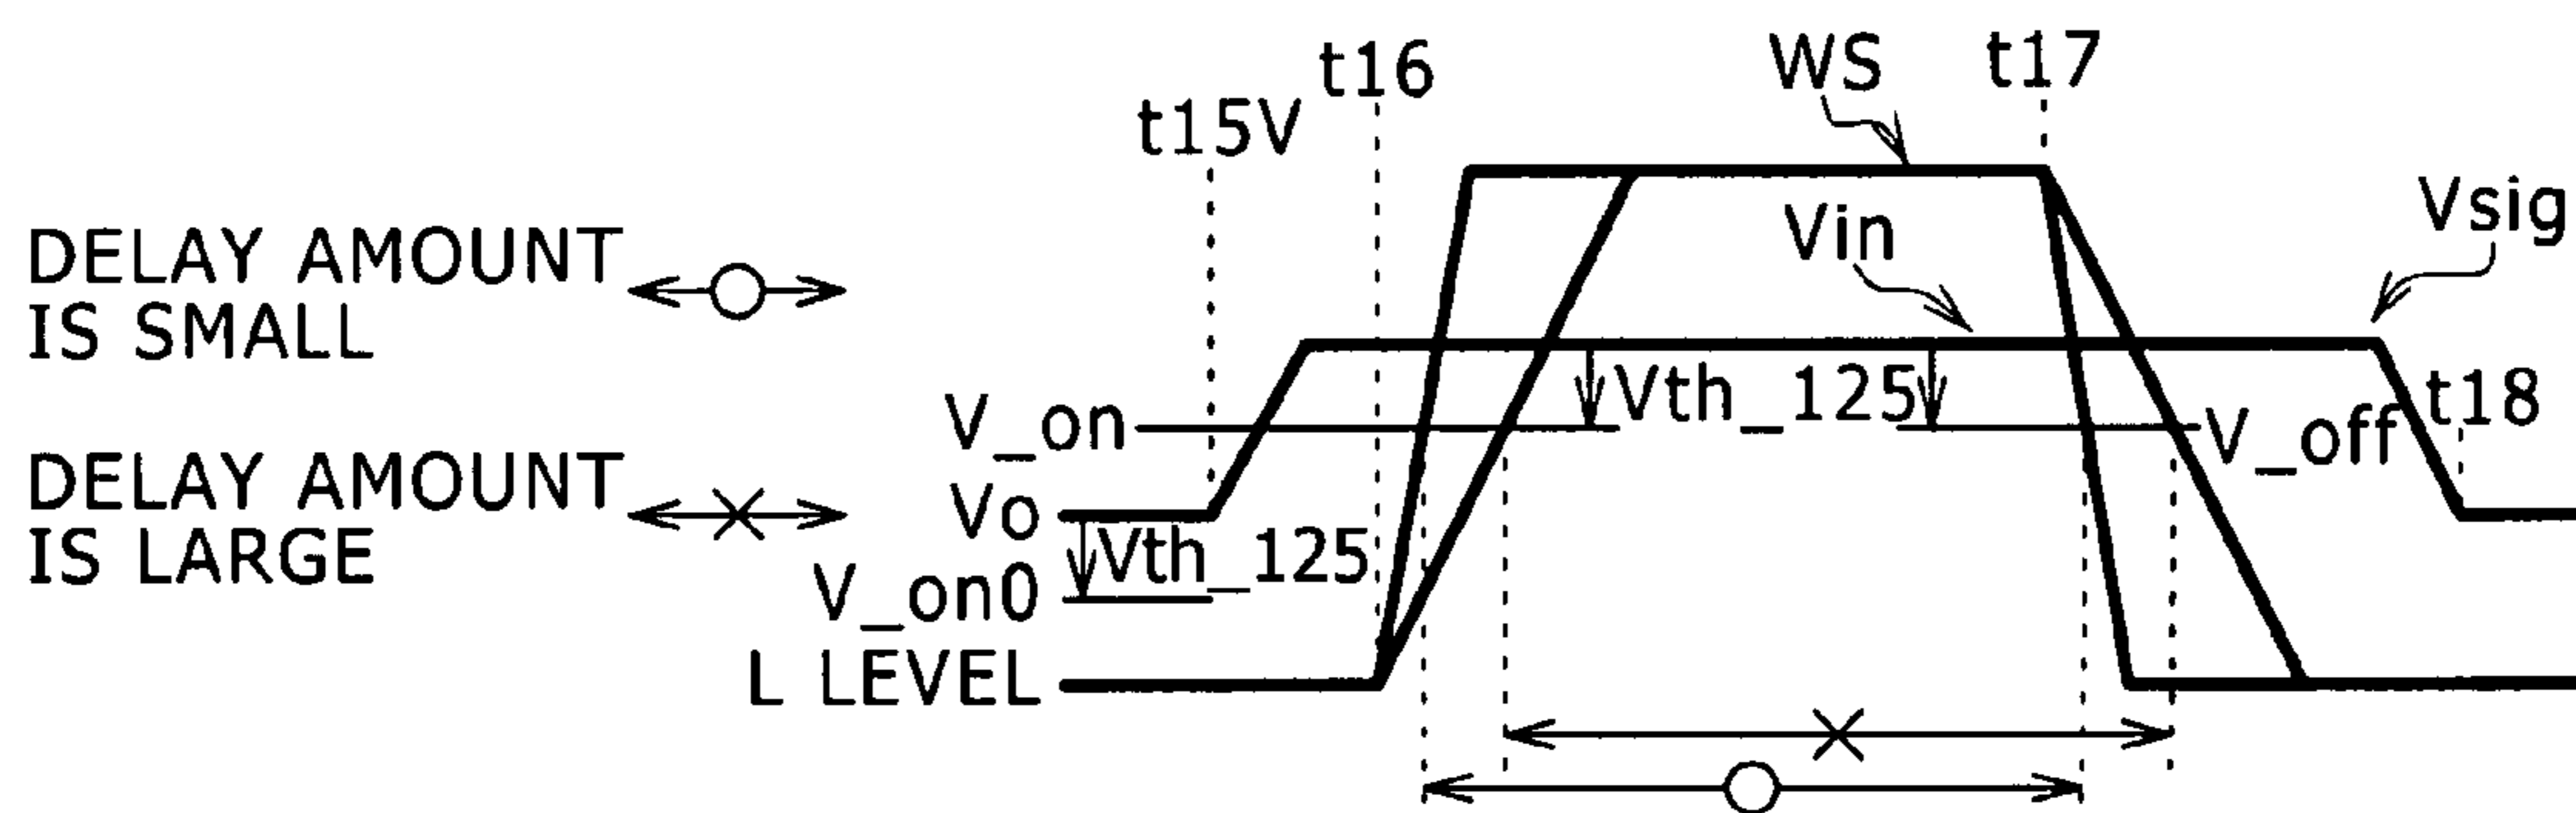 t15V
t16
WS
t17
Vin
Vsig
DELAY AMOUNT
IS SMALL
V_on
Vth_125
V_off
t18
DELAY AMOUNT
IS LARGE
Vo
Vth_125
V_on0
L LEVEL